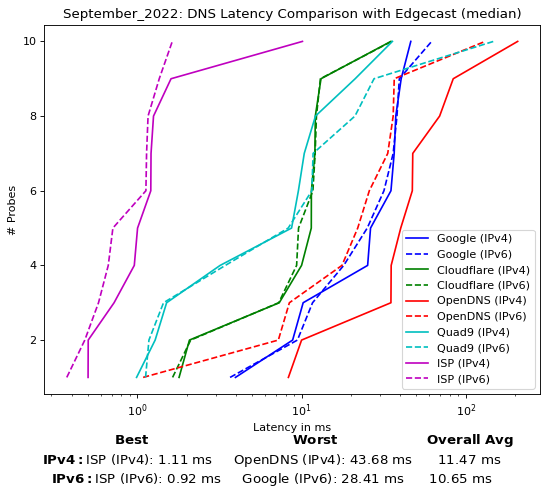 September_2022: DNS Latency Comparison with Edgecast (median)
10
8
6
4
2
# Probes
Google (IPv4)
Google (IPv6)
Cloudflare (IPv4)
Cloudflare (IPv6)
OpenDNS (IPv4)
OpenDNS (IPv6)
Quad9 (IPv4)
Quad9 (IPv6)
ISP (IPv4)
ISP (IPv6)
10⁰ 10¹ 10²
Latency in ms
Best Worst Overall Avg
IPv4: ISP (IPv4): 1.11 ms OpenDNS (IPv4): 43.68 ms 11.47 ms
IPv6: ISP (IPv6): 0.92 ms Google (IPv6): 28.41 ms 10.65 ms